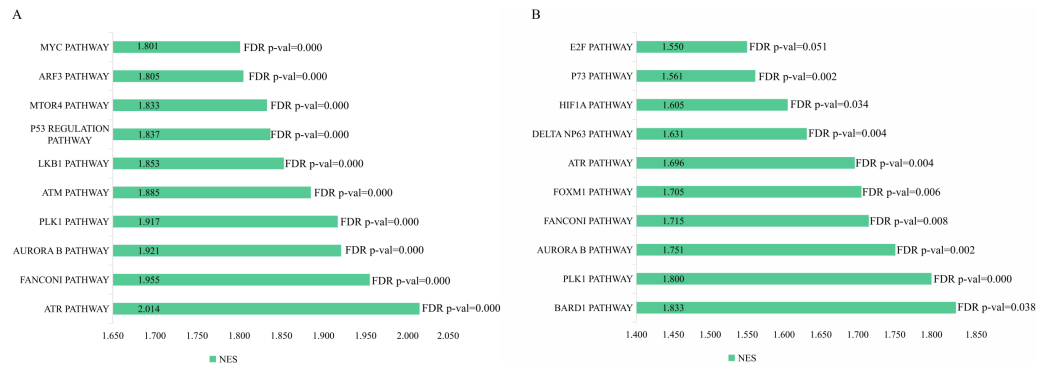 A
MYC PATHWAY 1.801 FDR p-val=0.000
ARF3 PATHWAY 1.805 FDR p-val=0.000
MTOR4 PATHWAY 1.833 FDR p-val=0.000
P53 REGULATION
PATHWAY 1.837 FDR p-val=0.000
LKB1 PATHWAY 1.853 FDR p-val=0.000
ATM PATHWAY 1.885 FDR p-val=0.000
PLK1 PATHWAY 1.917 FDR p-val=0.000
AURORA B PATHWAY 1.921 FDR p-val=0.000
FANCONI PATHWAY 1.955 FDR p-val=0.000
ATR PATHWAY 2.014 FDR p-val=0.000
1.650 1.700 1.750 1.800 1.850 1.900 1.950 2.000 2.050
NES
B
E2F PATHWAY 1.550 FDR p-val=0.051
P73 PATHWAY 1.561 FDR p-val=0.002
HIF1A PATHWAY 1.605 FDR p-val=0.034
DELTA NP63 PATHWAY 1.631 FDR p-val=0.004
ATR PATHWAY 1.696 FDR p-val=0.004
FOXM1 PATHWAY 1.705 FDR p-val=0.006
FANCONI PATHWAY 1.715 FDR p-val=0.008
AURORA B PATHWAY 1.751 FDR p-val=0.002
PLK1 PATHWAY 1.800 FDR p-val=0.000
BARD1 PATHWAY 1.833 FDR p-val=0.038
1.400 1.450 1.500 1.550 1.600 1.650 1.700 1.750 1.800 1.850
NES